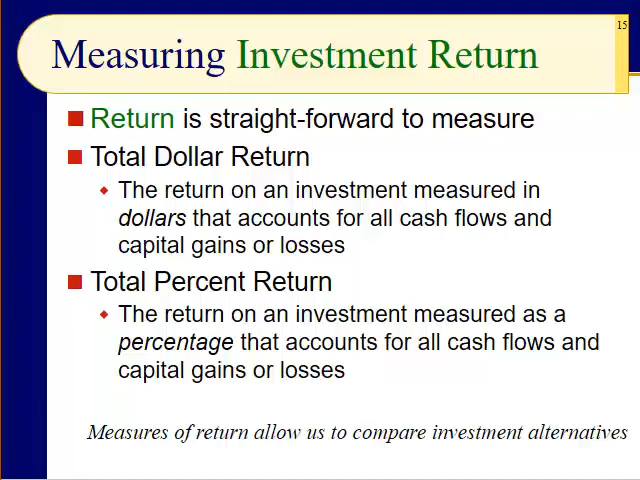 15
Measuring Investment Return
Return is straight-forward to measure
Total Dollar Return
The return on an investment measured in
dollars that accounts for all cash flows and
capital gains or losses
Total Percent Return
The return on an investment measured as a
percentage that accounts for all cash flows and
capital gains or losses
Measures of return allow us to compare investment alternatives